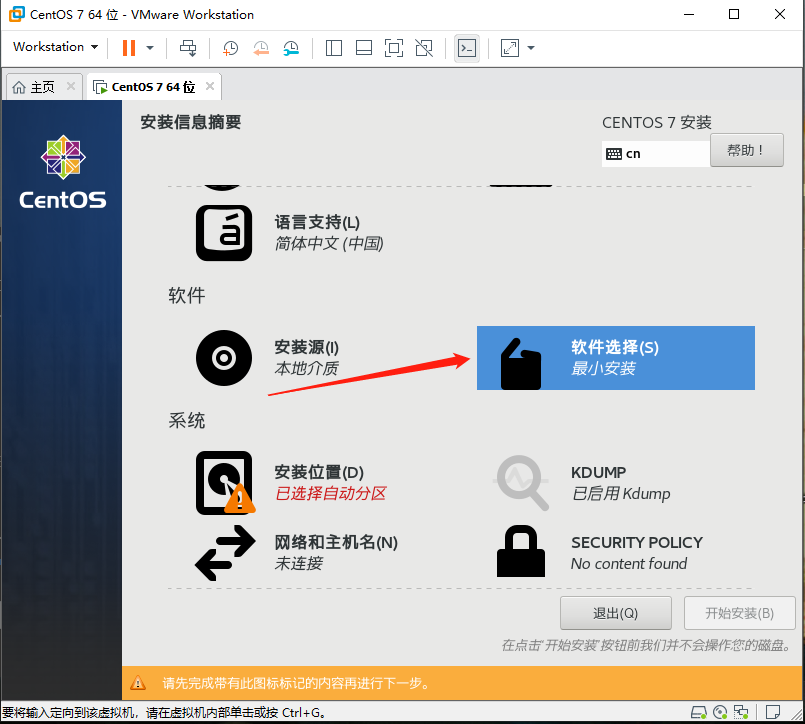 CentOS 7 64 位 - VMware Workstation
Workstation
主页
CentOS 7 64 位
安装信息摘要
CENTOS 7 安装
cn
帮助！
CentOS
语言支持(L)
简体中文 (中国)
软件
安装源(I)
本地介质
软件选择(S)
最小安装
系统
安装位置(D)
已选择自动分区
KDUMP
已启用 Kdump
网络和主机名(N)
未连接
SECURITY POLICY
No content found
退出(Q)
开始安装(B)
在点击‘开始安装’按钮前我们并不会操作您的磁盘。
请先完成带有此图标标记的内容再进行下一步。
要将输入定向到该虚拟机，请在虚拟机内部单击或按 Ctrl+G。